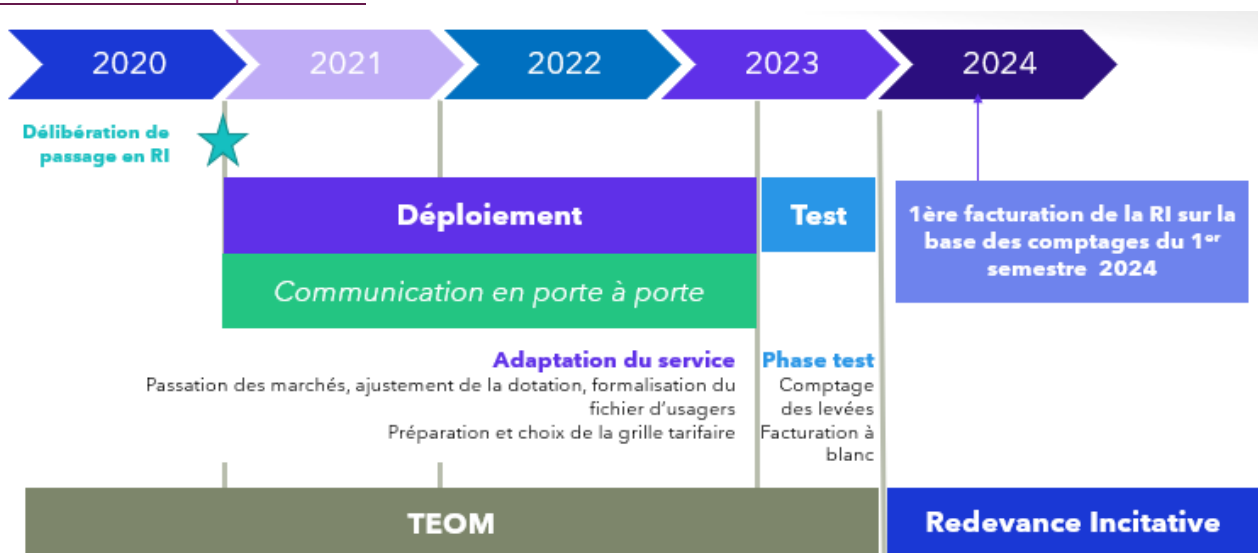 2020
2021
2022
2023
2024
Délibération de
passage en RI
Déploiement
Test
1ère facturation de la RI sur la
base des comptages du 1er
semestre 2024
Communication en porte à porte
Adaptation du service
Passation des marchés, ajustement de la dotation, formalisation du
fichier d'usagers
Préparation et choix de la grille tarifaire
Phase test
Comptage
des levées
Facturation à
blanc
TEOM
Redevance Incitative